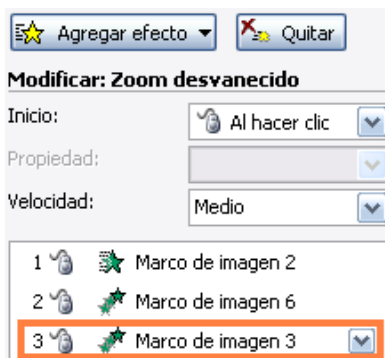 Agregar efecto Quitar
Modificar: Zoom desvanecido
Inicio: Al hacer clic
Propiedad:
Velocidad: Medio
1 Marco de imagen 2
2 Marco de imagen 6
3 Marco de imagen 3